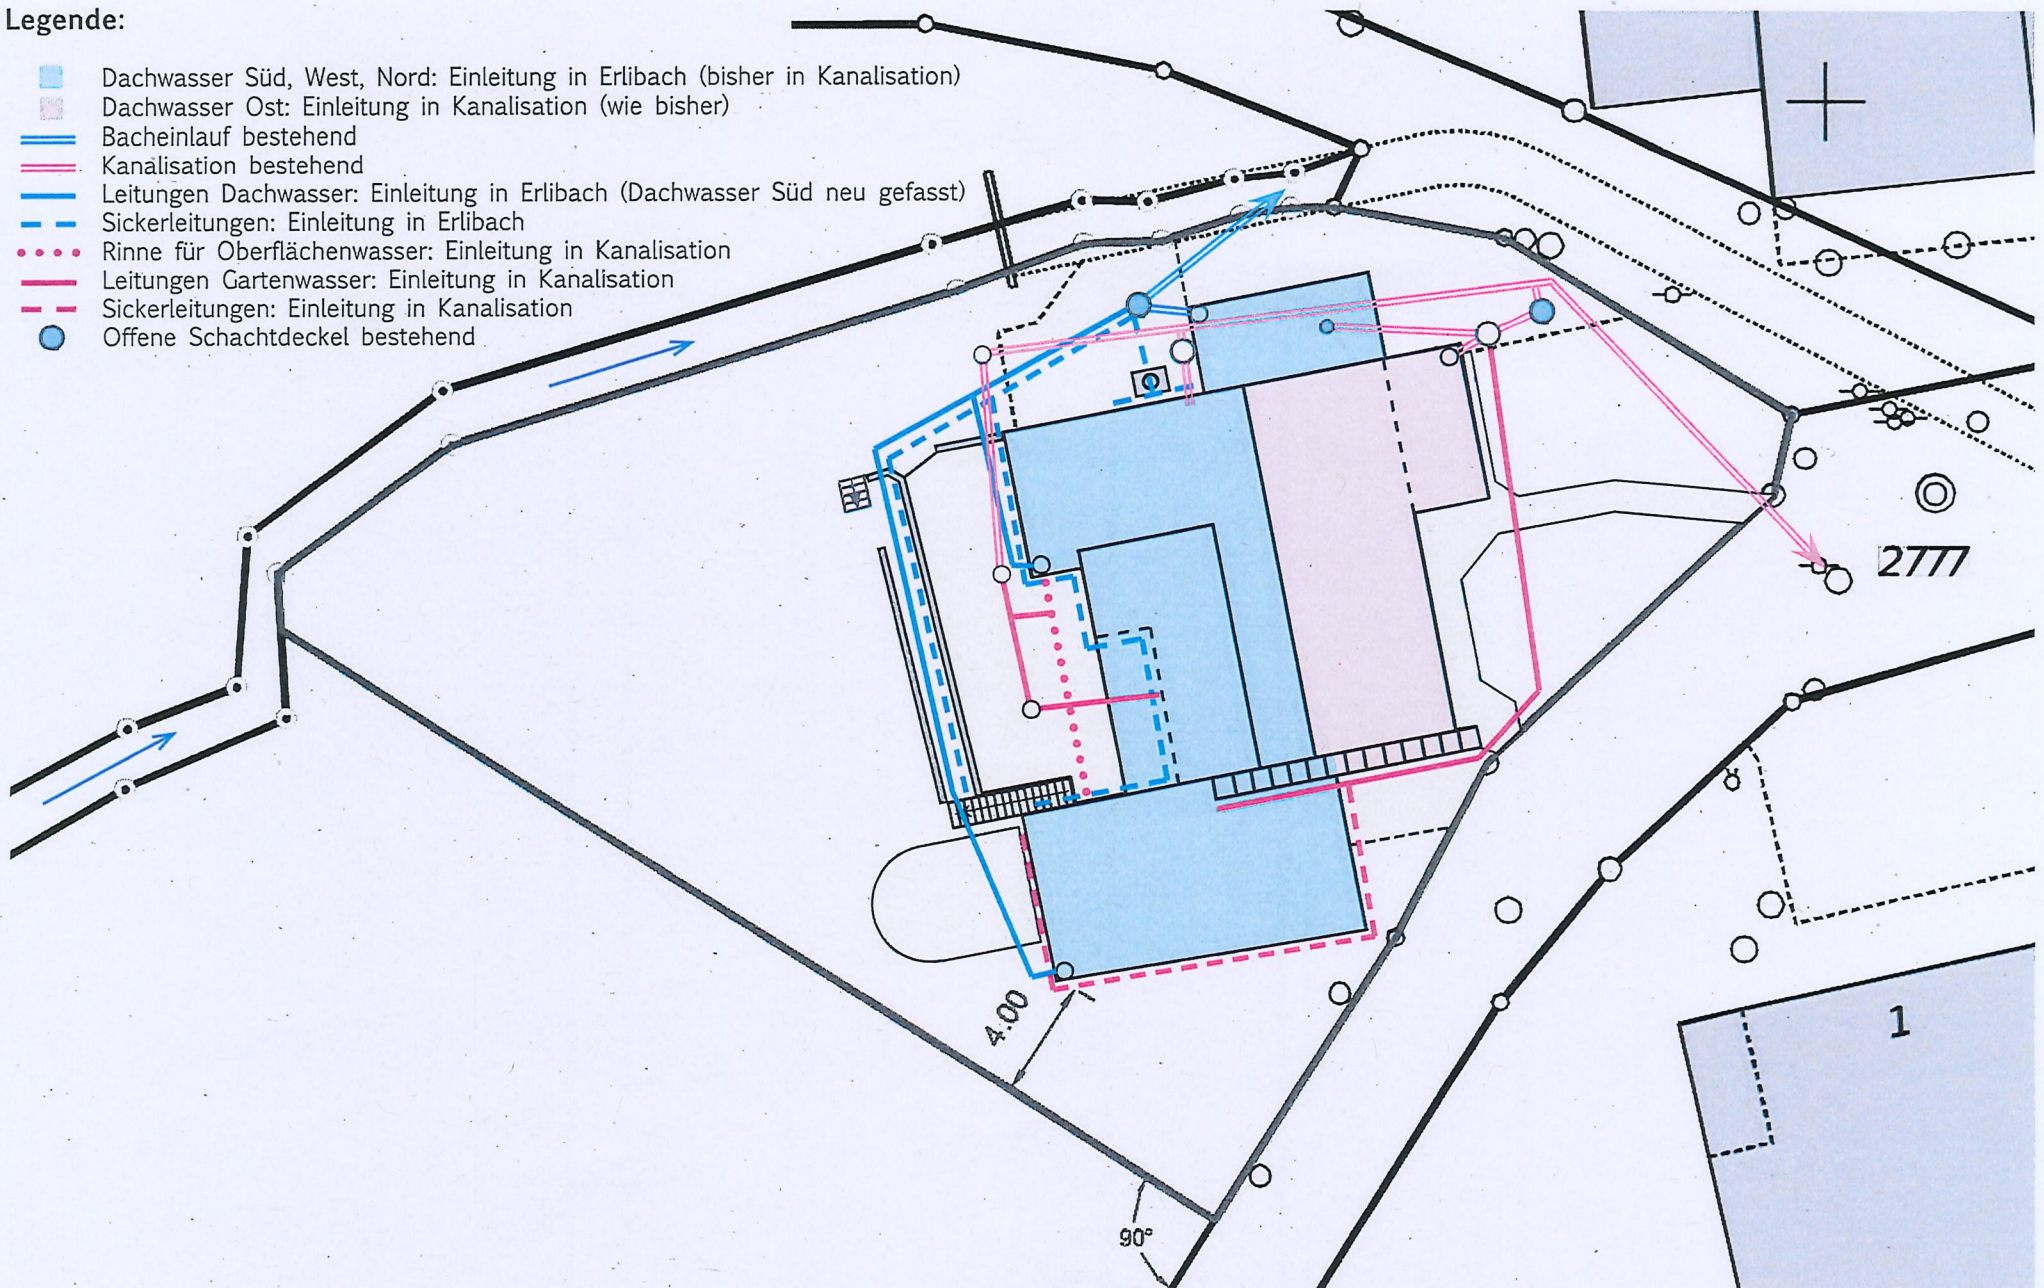 Legende:
Dachwasser Süd, West, Nord: Einleitung in Erlibach (bisher in Kanalisation)
Dachwasser Ost: Einleitung in Kanalisation (wie bisher)
Bacheinlauf bestehend
Kanalisation bestehend
Leitungen Dachwasser: Einleitung in Erlibach (Dachwasser Süd neu gefasst)
Sickerleitungen: Einleitung in Erlibach
Rinne für Oberflächenwasser: Einleitung in Kanalisation
Leitungen Gartenwasser: Einleitung in Kanalisation
Sickerleitungen: Einleitung in Kanalisation
Offene Schachtdeckel bestehend
2777
4.00
1
90°